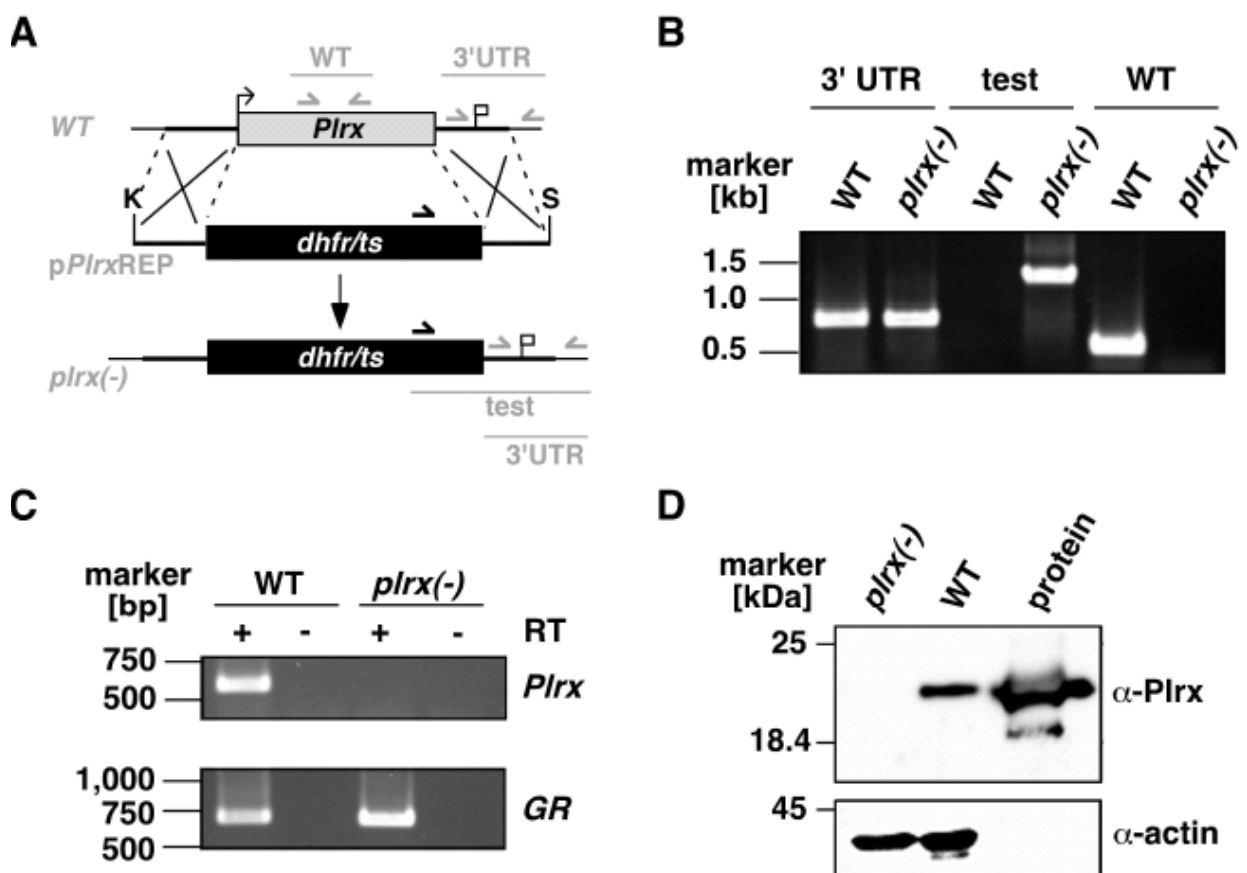 A
WT 3'UTR
WT Plrx
K S
dhfr/ts
pPlrxREP
dhfr/ts
plrx(-)
test
3'UTR
B
3' UTR test WT
marker
[kb]
WT plrx(-) WT plrx(-) WT plrx(-)
1.5
1.0
0.5
C
marker
[bp]
WT plrx(-)
+ - + - RT
750
500
Plrx
1,000
750
500
GR
D
marker
[kDa]
plrx(-) WT protein
25
18.4
α-Plrx
45
α-actin